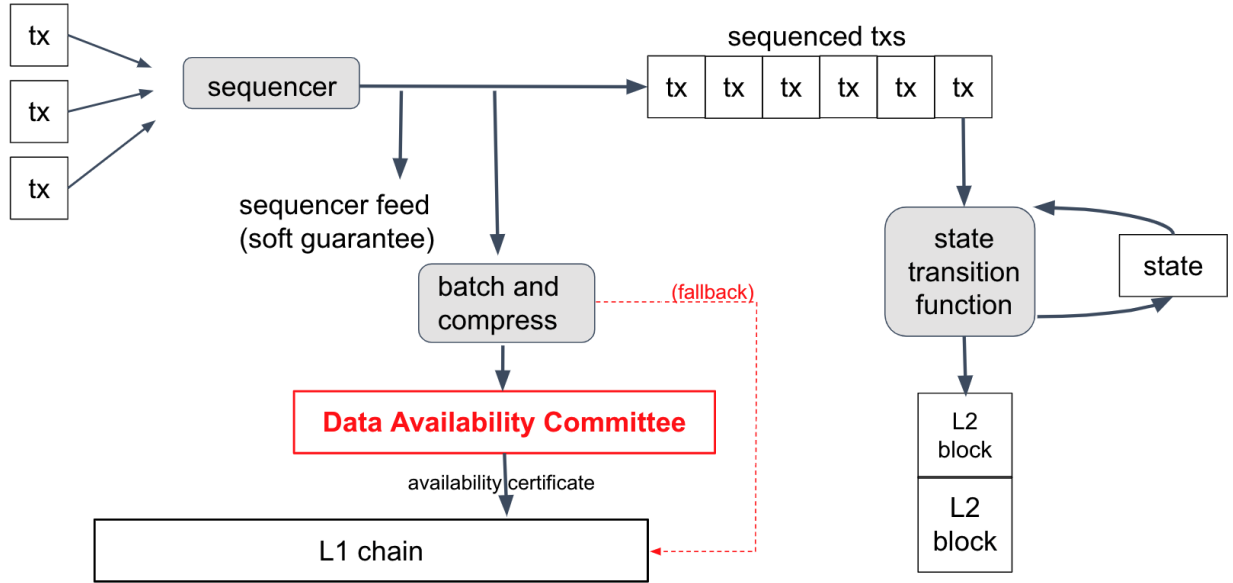 tx
tx
tx
sequencer
sequenced txs
tx tx tx tx tx tx
sequencer feed
(soft guarantee)
batch and
compress
(fallback)
state
transition
function
state
Data Availability Committee
availability certificate
L1 chain
L2
block
L2
block